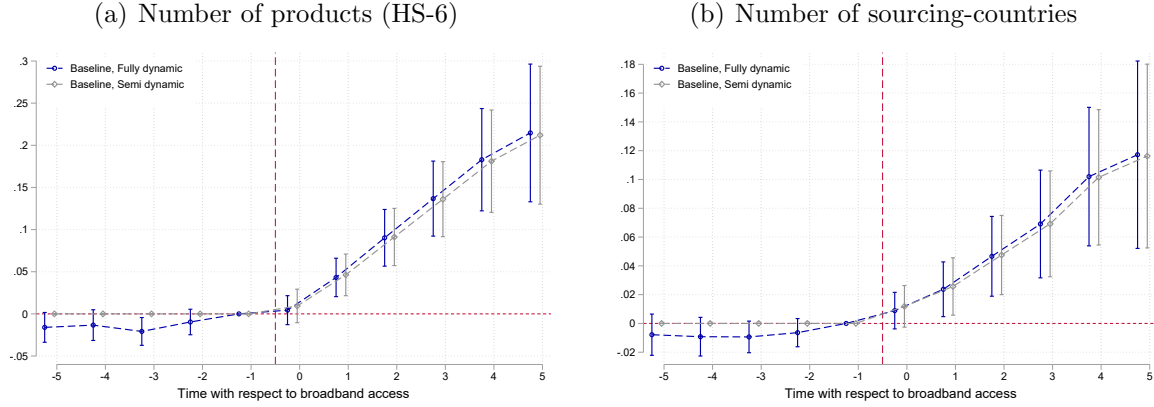 (a) Number of products (HS-6)
Baseline, Fully dynamic
Baseline, Semi dynamic
.3
.25
.2
.15
.1
.05
0
-.05
-5 -4 -3 -2 -1 0 1 2 3 4 5
Time with respect to broadband access
(b) Number of sourcing-countries
Baseline, Fully dynamic
Baseline, Semi dynamic
.18
.16
.14
.12
.1
.08
.06
.04
.02
0
-.02
-5 -4 -3 -2 -1 0 1 2 3 4 5
Time with respect to broadband access